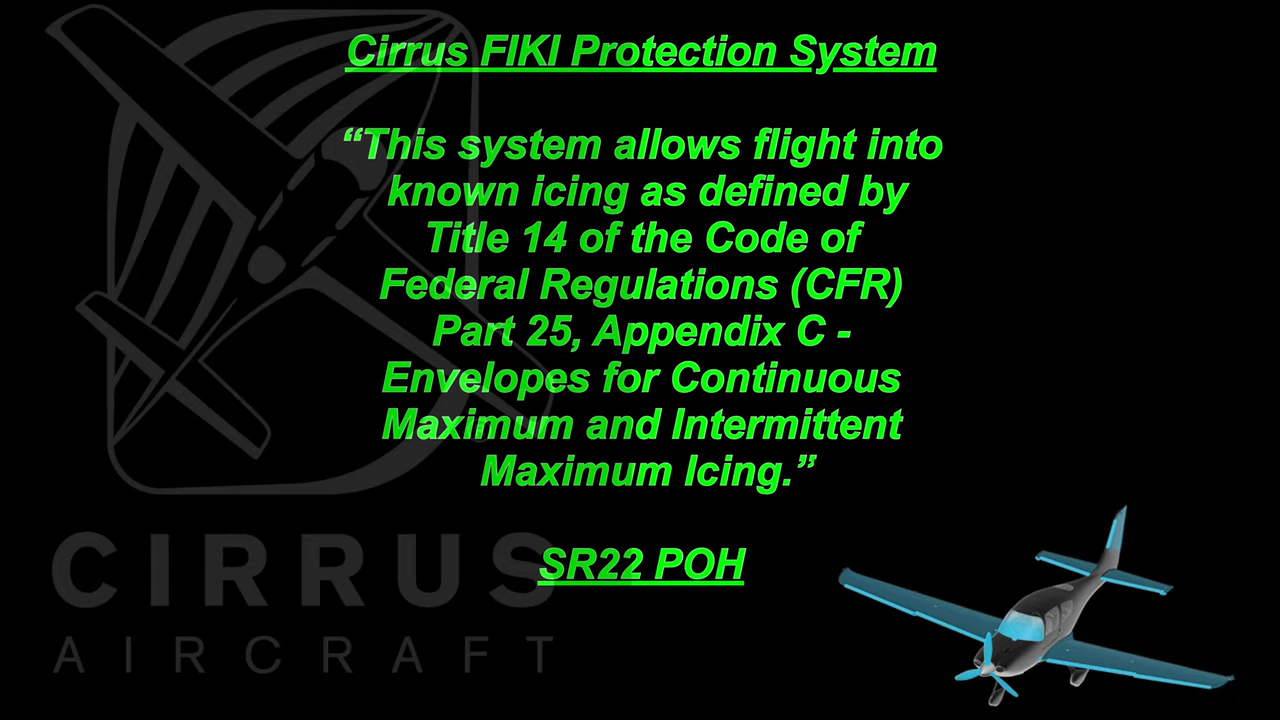 Cirrus FIKI Protection System
“This system allows flight into
known icing as defined by
Title 14 of the Code of
Federal Regulations (CFR)
Part 25, Appendix C -
Envelopes for Continuous
Maximum and Intermittent
Maximum Icing.”
SR22 POH
CIRRUS
AIRCRAFT